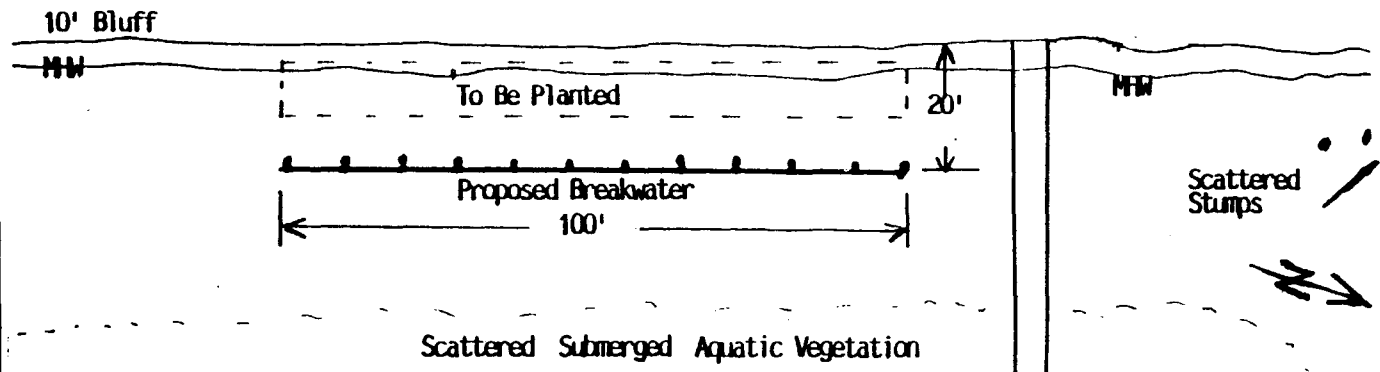 10' Bluff
MHW
To Be Planted
20'
MHW
Proposed Breakwater
100'
Scattered
Stumps
N
Scattered Submerged Aquatic Vegetation